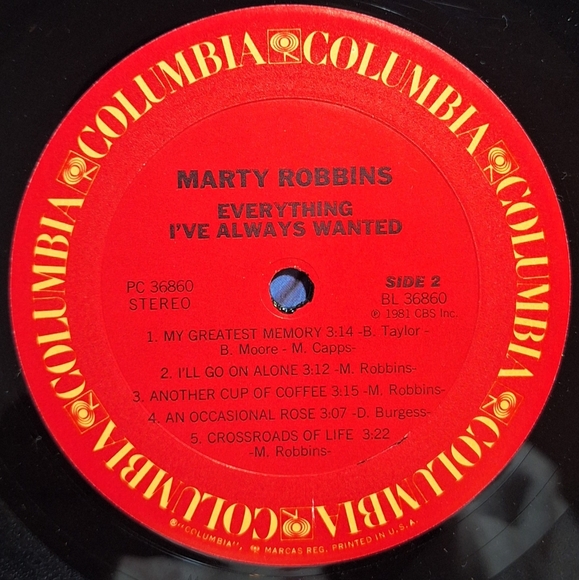 COLUMBIA COLUMBIA COLUMBIA COLUMBIA COLUMBIA COLUMBIA
MARTY ROBBINS
EVERYTHING
I'VE ALWAYS WANTED
PC 36860
STEREO
SIDE 2
BL 36860
℗ 1981 CBS Inc.
1. MY GREATEST MEMORY 3:14 -B. Taylor -
B. Moore - M. Capps-
2. I'LL GO ON ALONE 3:12 -M. Robbins-
3. ANOTHER CUP OF COFFEE 3:15 -M. Robbins-
4. AN OCCASIONAL ROSE 3:07 -D. Burgess-
5. CROSSROADS OF LIFE 3:22
-M. Robbins-
"COLUMBIA", MARCAS REG. PRINTED IN U.S.A.